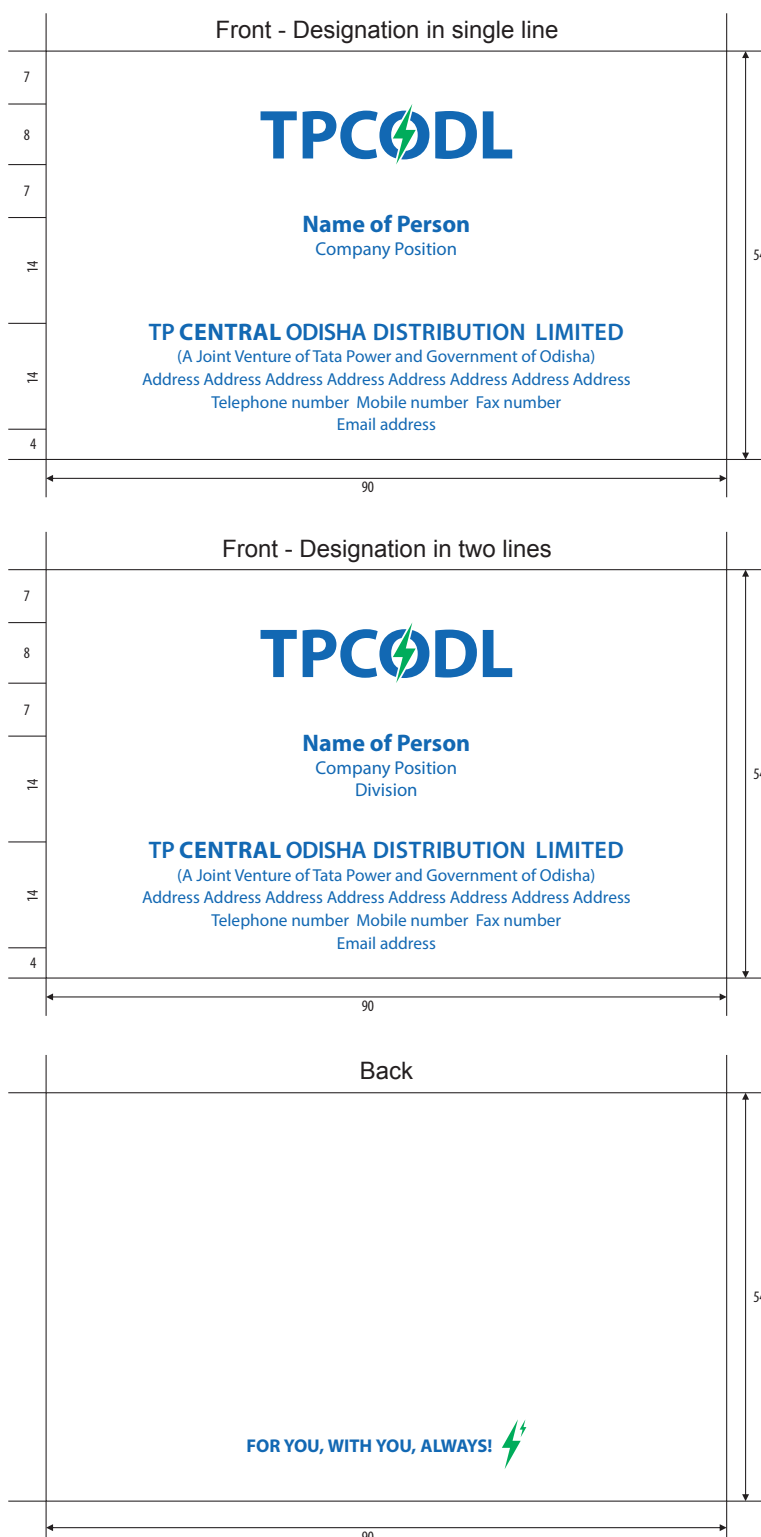 Front - Designation in single line
7
8
7
14
14
4
TPCODL
Name of Person
Company Position
TP CENTRAL ODISHA DISTRIBUTION LIMITED
(A Joint Venture of Tata Power and Government of Odisha)
Address Address Address Address Address Address Address Address
Telephone number Mobile number Fax number
Email address
54
90
Front - Designation in two lines
7
8
7
14
14
4
TPCODL
Name of Person
Company Position
Division
TP CENTRAL ODISHA DISTRIBUTION LIMITED
(A Joint Venture of Tata Power and Government of Odisha)
Address Address Address Address Address Address Address Address
Telephone number Mobile number Fax number
Email address
54
90
Back
54
FOR YOU, WITH YOU, ALWAYS!
90